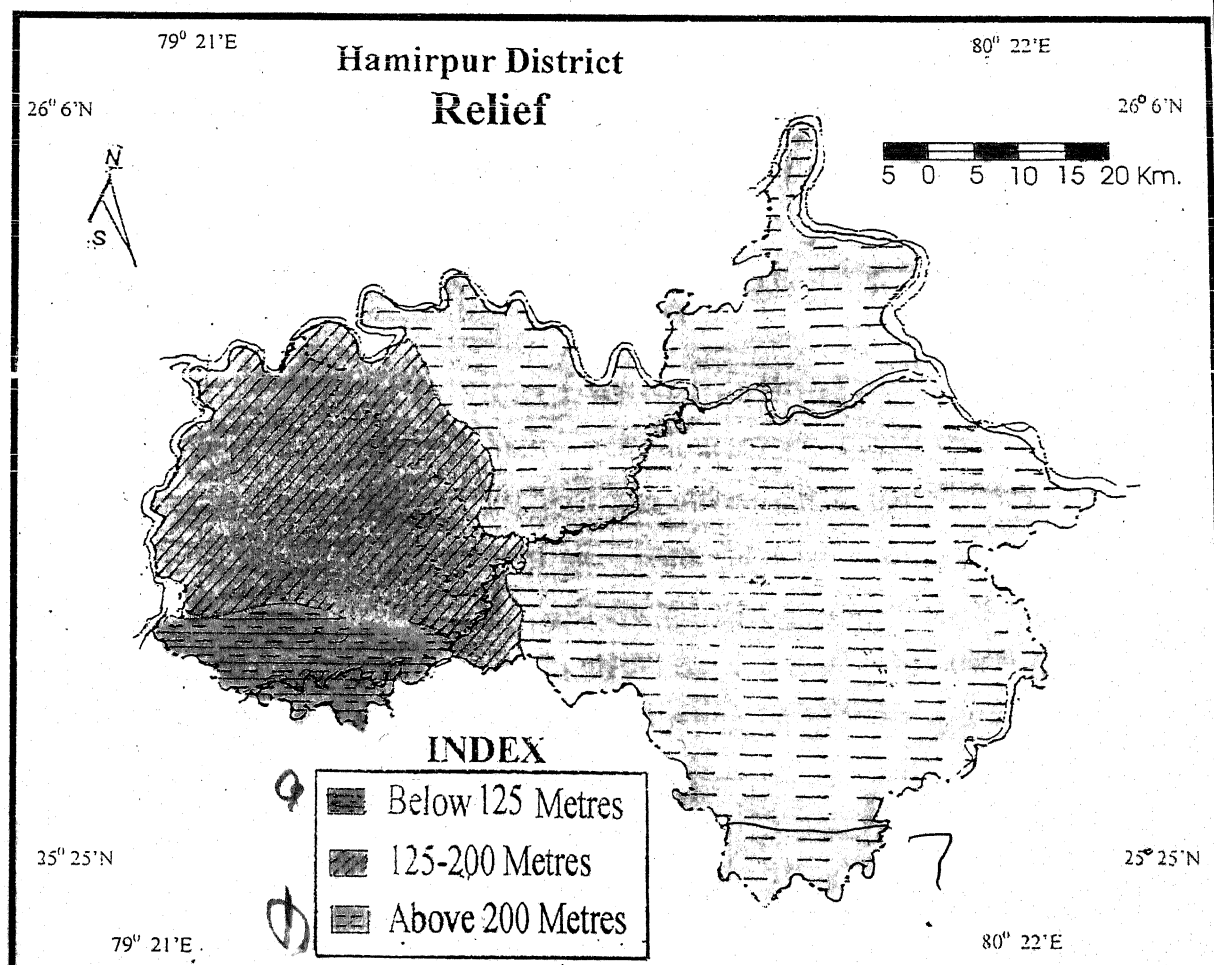 79° 21'E
80° 22'E
Hamirpur District
Relief
26° 6'N
26° 6'N
N
S
5 0 5 10 15 20 Km.
INDEX
Below 125 Metres
125-200 Metres
Above 200 Metres
25° 25'N
25° 25'N
79° 21'E
80° 22'E